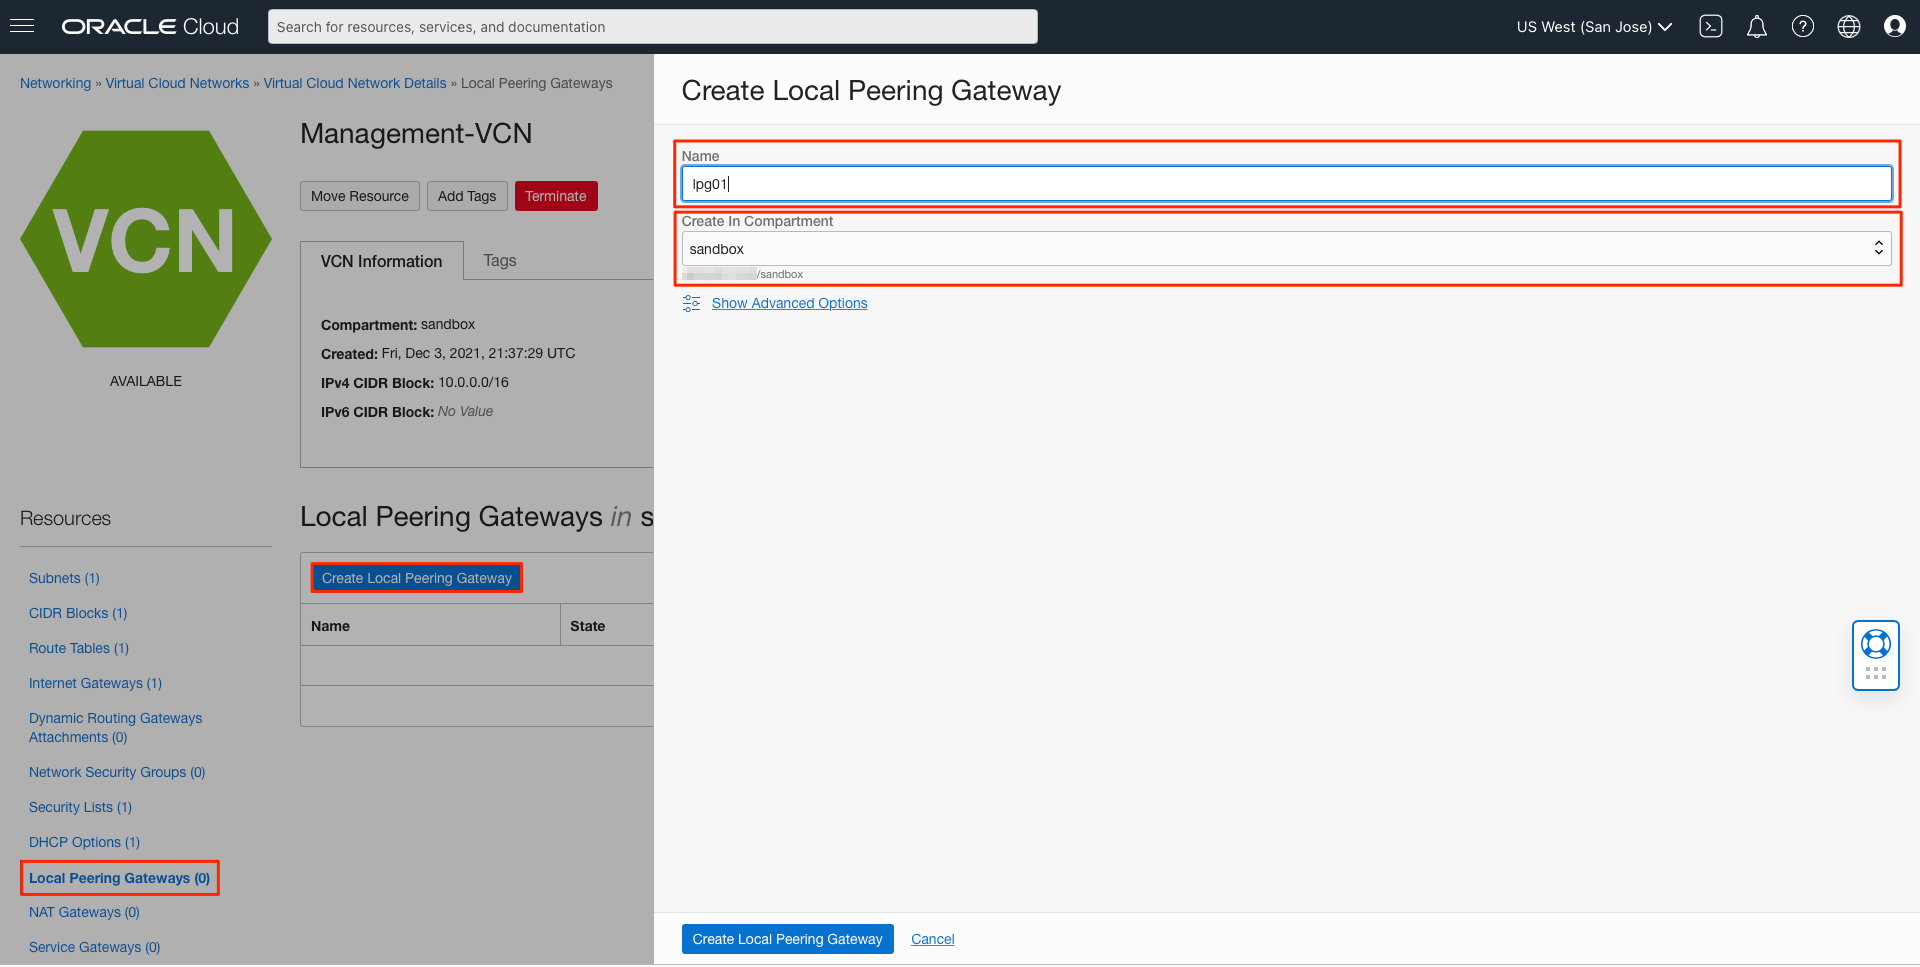 ORACLE Cloud
Search for resources, services, and documentation
US West (San Jose)
Networking » Virtual Cloud Networks » Virtual Cloud Network Details » Local Peering Gateways
VCN
AVAILABLE
Management-VCN
Move Resource
Add Tags
Terminate
VCN Information
Tags
Compartment: sandbox
Created: Fri, Dec 3, 2021, 21:37:29 UTC
IPv4 CIDR Block: 10.0.0.0/16
IPv6 CIDR Block: No Value
Resources
Subnets (1)
CIDR Blocks (1)
Route Tables (1)
Internet Gateways (1)
Dynamic Routing Gateways
Attachments (0)
Network Security Groups (0)
Security Lists (1)
DHCP Options (1)
Local Peering Gateways (0)
NAT Gateways (0)
Service Gateways (0)
Local Peering Gateways in s
Create Local Peering Gateway
Name
State
Create Local Peering Gateway
Name
lpg01
Create In Compartment
sandbox
/sandbox
Show Advanced Options
Create Local Peering Gateway
Cancel